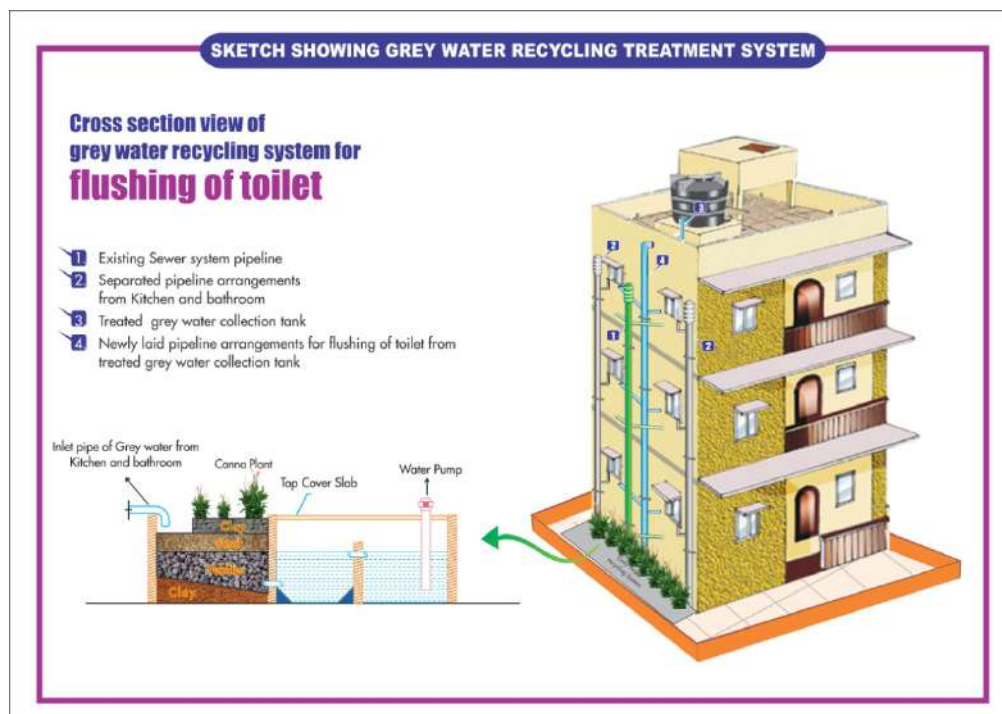 SKETCH SHOWING GREY WATER RECYCLING TREATMENT SYSTEM
Cross section view of
grey water recycling system for
flushing of toilet
1 Existing Sewer system pipeline
2 Separated pipeline arrangements
from Kitchen and bathroom
3 Treated grey water collection tank
4 Newly laid pipeline arrangements for flushing of toilet from
treated grey water collection tank
Inlet pipe of Grey water from
Kitchen and bathroom
Canna Plant
Top Cover Slab
Water Pump
Clay
Clay
3
2
4
1
2